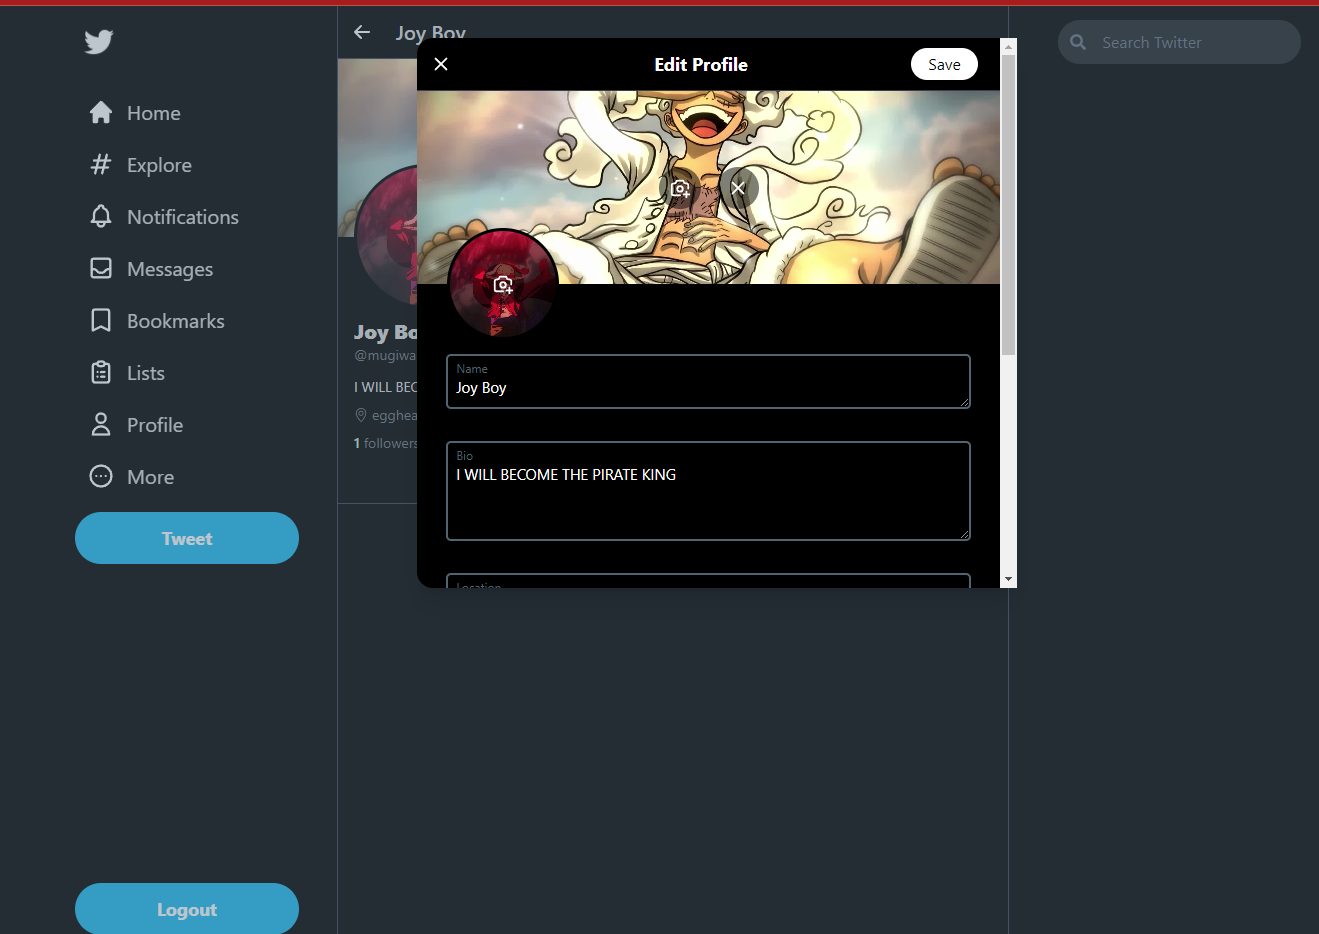 Home
Explore
Notifications
Messages
Bookmarks
Lists
Profile
More
Tweet
Logout
Joy Boy
Joy Bo
@mugiwa
I WILL BEC
egghea
1 followers
Edit Profile
Save
Name
Joy Boy
Bio
I WILL BECOME THE PIRATE KING
Location
Search Twitter